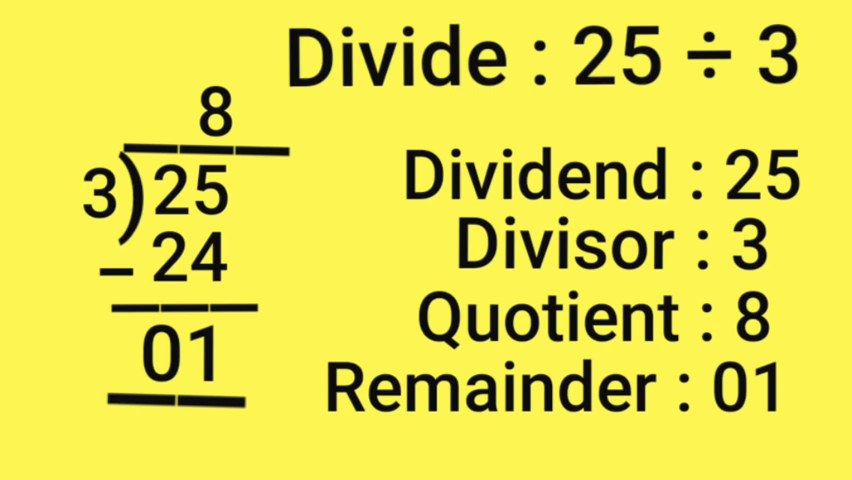 Divide : 25 ÷ 3
8
3)25
- 24
01
Dividend : 25
Divisor : 3
Quotient : 8
Remainder : 01